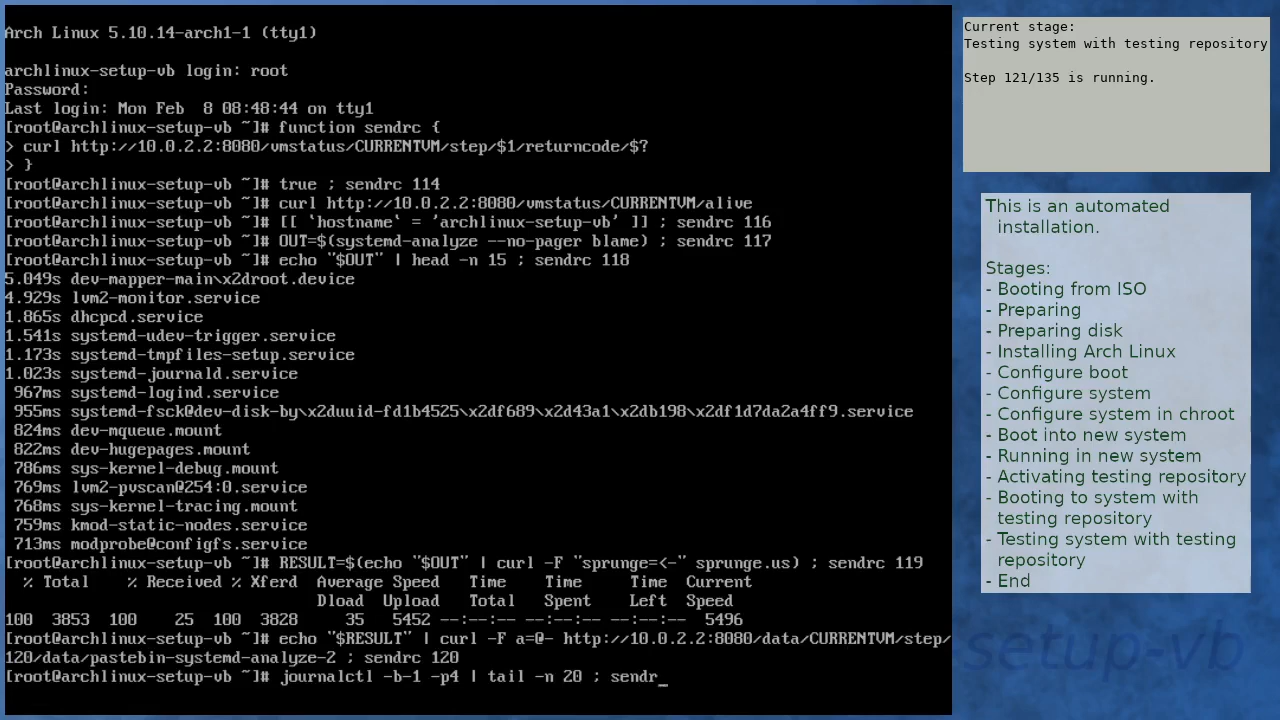 Arch Linux 5.10.14-arch1-1 (tty1)
archlinux-setup-vb login: root
Password:
Last login: Mon Feb  8 08:48:44 on tty1
[root@archlinux-setup-vb ~]# function sendrc {
> curl http://10.0.2.2:8080/vmstatus/CURRENTVM/step/$1/returncode/$?
> }
[root@archlinux-setup-vb ~]# true ; sendrc 114
[root@archlinux-setup-vb ~]# curl http://10.0.2.2:8080/vmstatus/CURRENTVM/alive
[root@archlinux-setup-vb ~]# [[ `hostname` = 'archlinux-setup-vb' ]] ; sendrc 116
[root@archlinux-setup-vb ~]# OUT=$(systemd-analyze --no-pager blame) ; sendrc 117
[root@archlinux-setup-vb ~]# echo "$OUT" | head -n 15 ; sendrc 118
5.049s dev-mapper-main\x2droot.device
4.929s lvm2-monitor.service
1.865s dhcpcd.service
1.541s systemd-udev-trigger.service
1.173s systemd-tmpfiles-setup.service
1.023s systemd-journald.service
 967ms systemd-logind.service
 955ms systemd-fsck@dev-disk-by\x2duuid-fd1b4525\x2df689\x2d43a1\x2db198\x2df1d7da2a4ff9.service
 824ms dev-mqueue.mount
 822ms dev-hugepages.mount
 786ms sys-kernel-debug.mount
 769ms lvm2-pvscan@254:0.service
 768ms sys-kernel-tracing.mount
 759ms kmod-static-nodes.service
 713ms modprobe@configfs.service
[root@archlinux-setup-vb ~]# RESULT=$(echo "$OUT" | curl -F "sprunge=<-" sprunge.us) ; sendrc 119
  % Total    % Received % Xferd  Average Speed   Time    Time     Time  Current
                                 Dload  Upload   Total   Spent    Left  Speed
100  3853  100    25  100  3828     35   5452 --:--:-- --:--:-- --:--:--  5496
[root@archlinux-setup-vb ~]# echo "$RESULT" | curl -F a=@- http://10.0.2.2:8080/data/CURRENTVM/step/
120/data/pastebin-systemd-analyze-2 ; sendrc 120
[root@archlinux-setup-vb ~]# journalctl -b-1 -p4 | tail -n 20 ; sendr_
Current stage:
Testing system with testing repository
Step 121/135 is running.
This is an automated
installation.
Stages:
- Booting from ISO
- Preparing
- Preparing disk
- Installing Arch Linux
- Configure boot
- Configure system
- Configure system in chroot
- Boot into new system
- Running in new system
- Activating testing repository
- Booting to system with
testing repository
- Testing system with testing
repository
- End
setup-vb